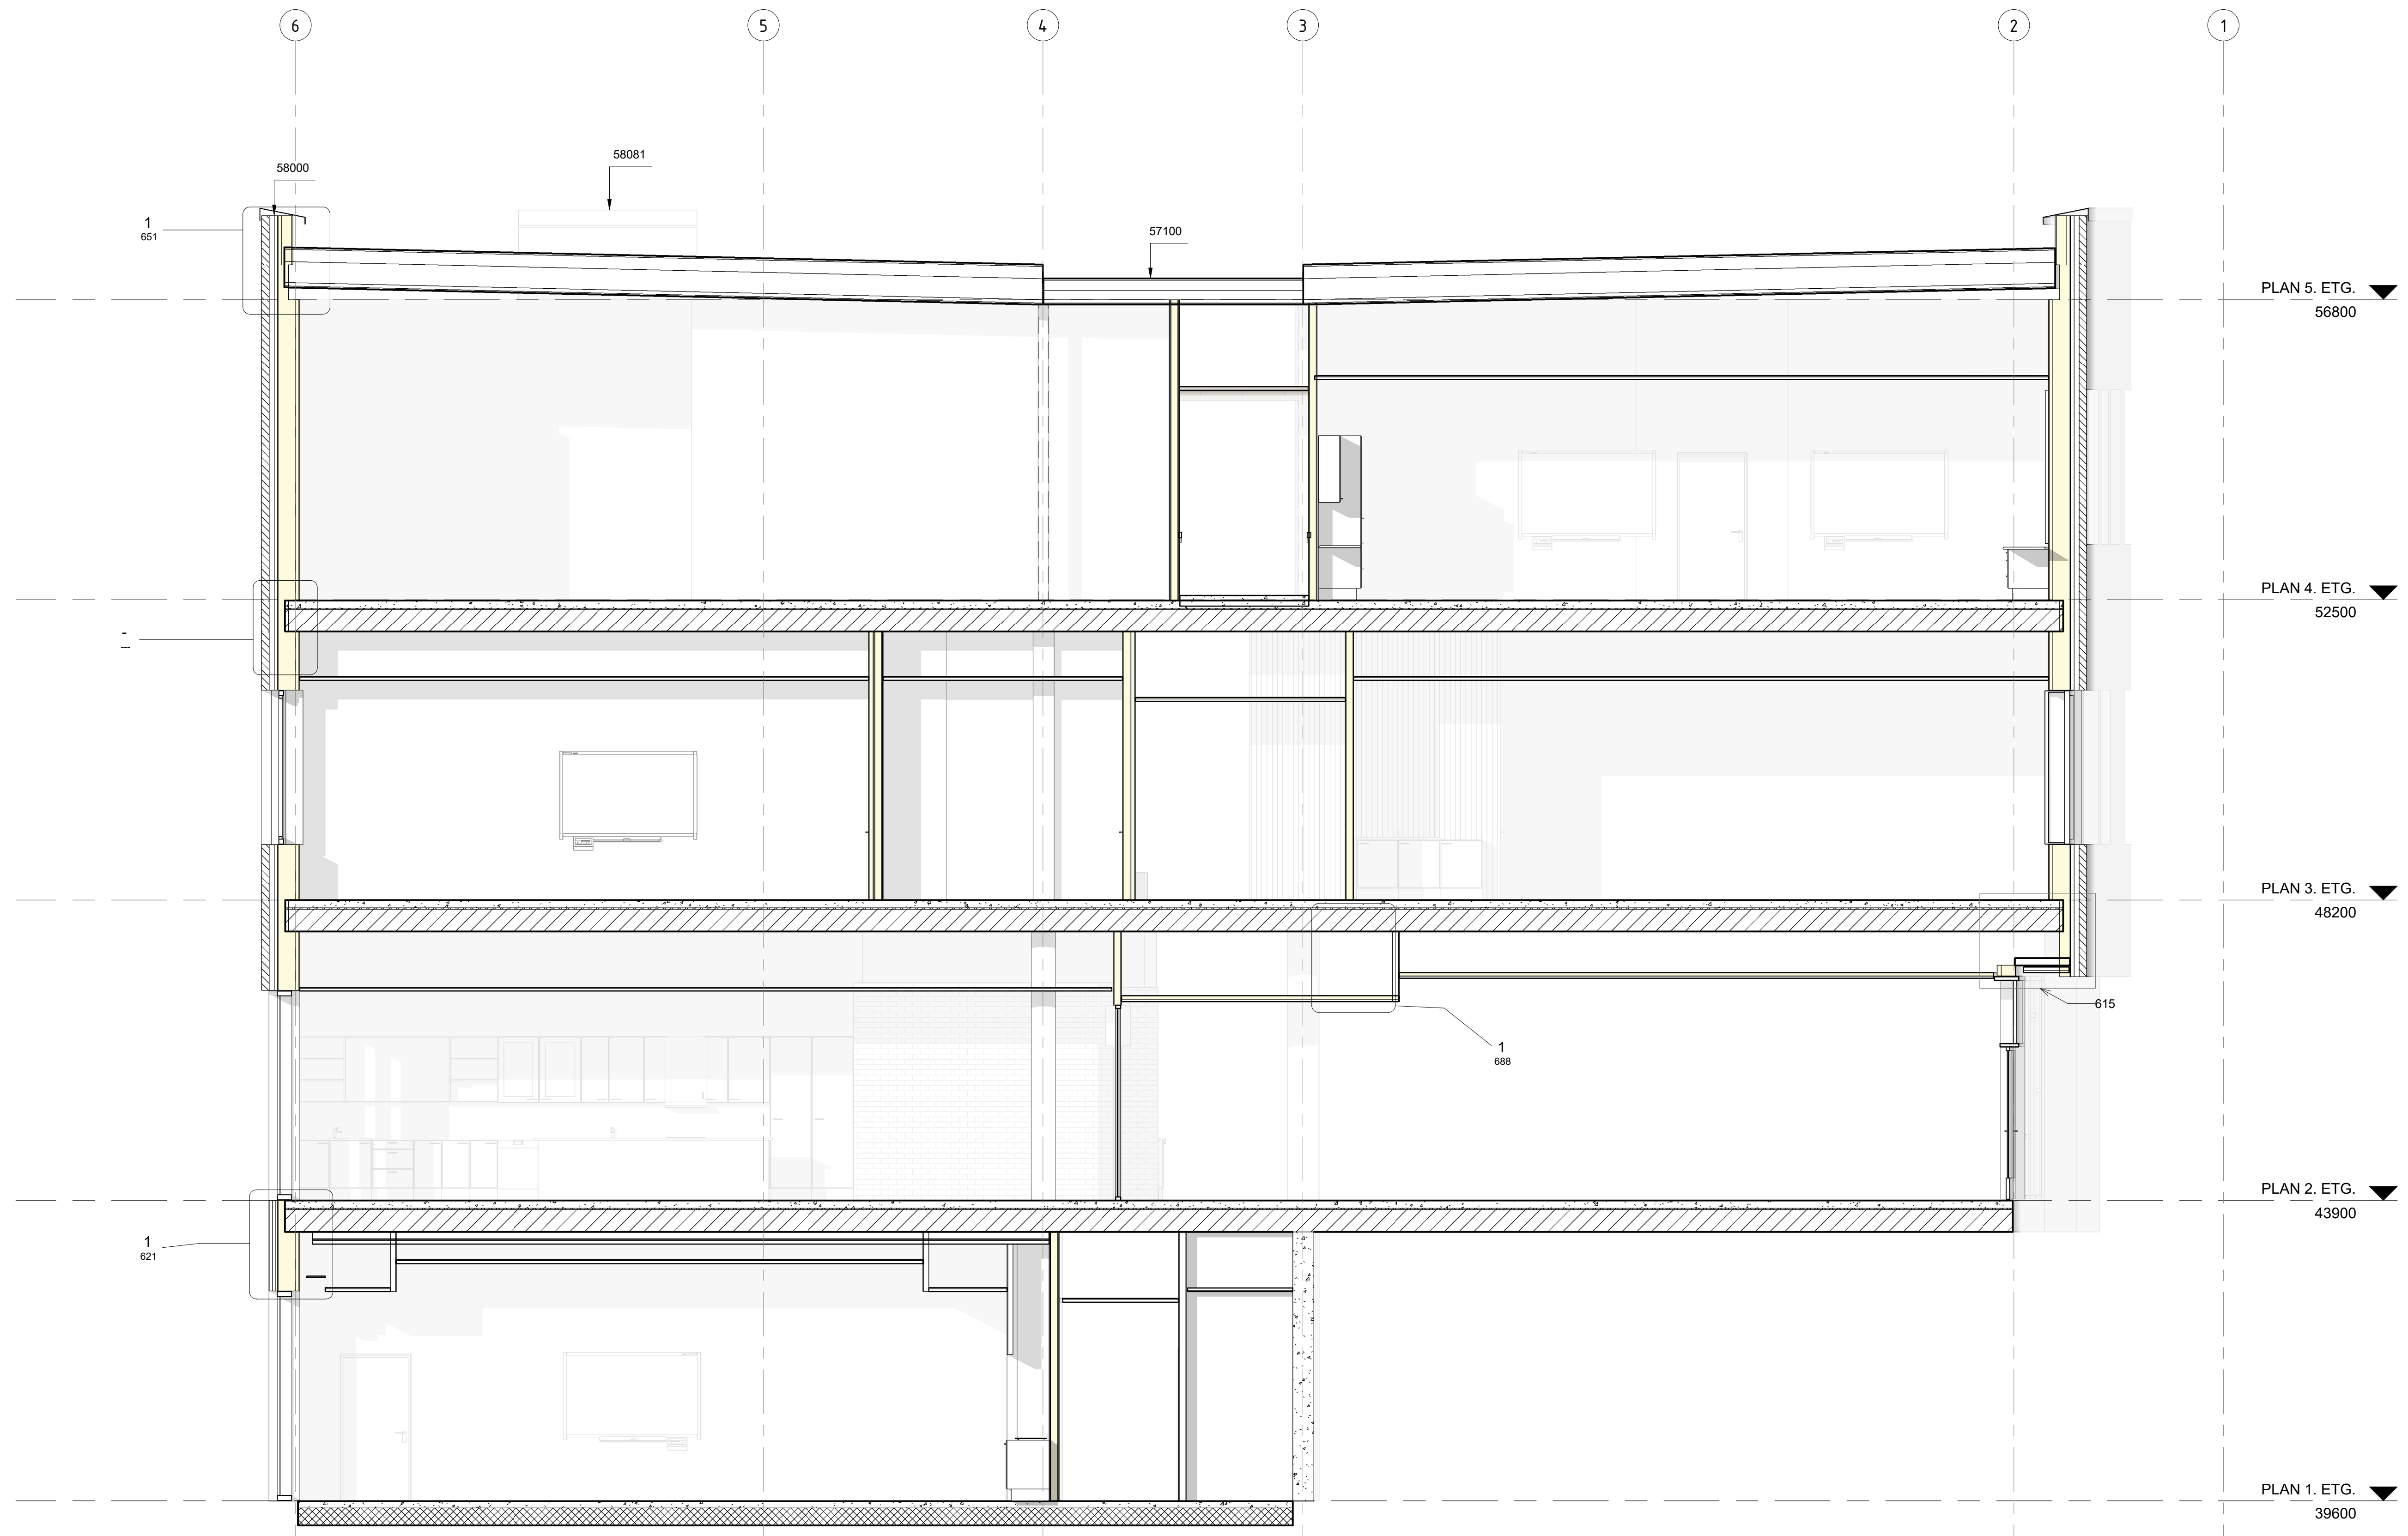 6 5 4 3 2 1
58081
58000
1
651
57100
PLAN 5. ETG.
56800
PLAN 4. ETG.
52500
-
---
PLAN 3. ETG.
48200
615
1
688
PLAN 2. ETG.
43900
1
621
PLAN 1. ETG.
39600